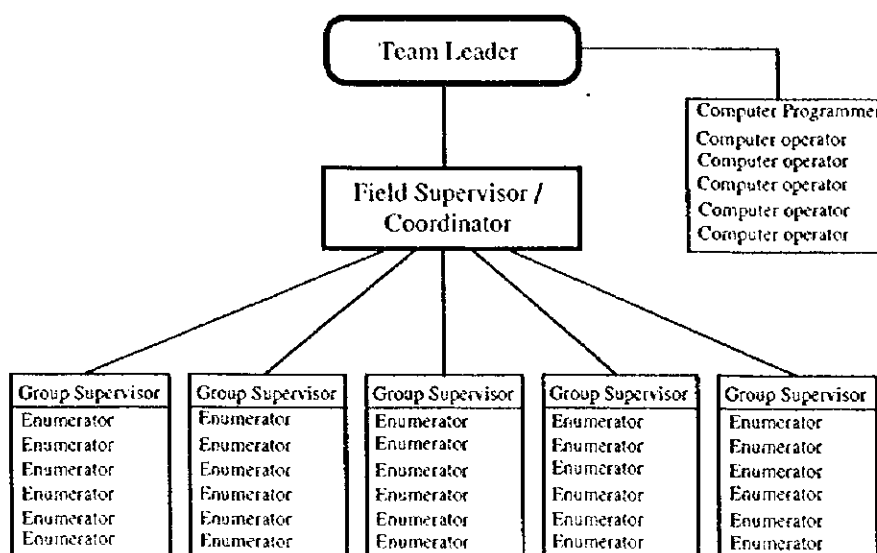 Team Leader
Computer Programmer
Computer operator
Computer operator
Computer operator
Computer operator
Computer operator
Field Supervisor /
Coordinator
Group Supervisor
Enumerator
Enumerator
Enumerator
Enumerator
Enumerator
Enumerator
Group Supervisor
Enumerator
Enumerator
Enumerator
Enumerator
Enumerator
Enumerator
Group Supervisor
Enumerator
Enumerator
Enumerator
Enumerator
Enumerator
Enumerator
Group Supervisor
Enumerator
Enumerator
Enumerator
Enumerator
Enumerator
Enumerator
Group Supervisor
Enumerator
Enumerator
Enumerator
Enumerator
Enumerator
Enumerator